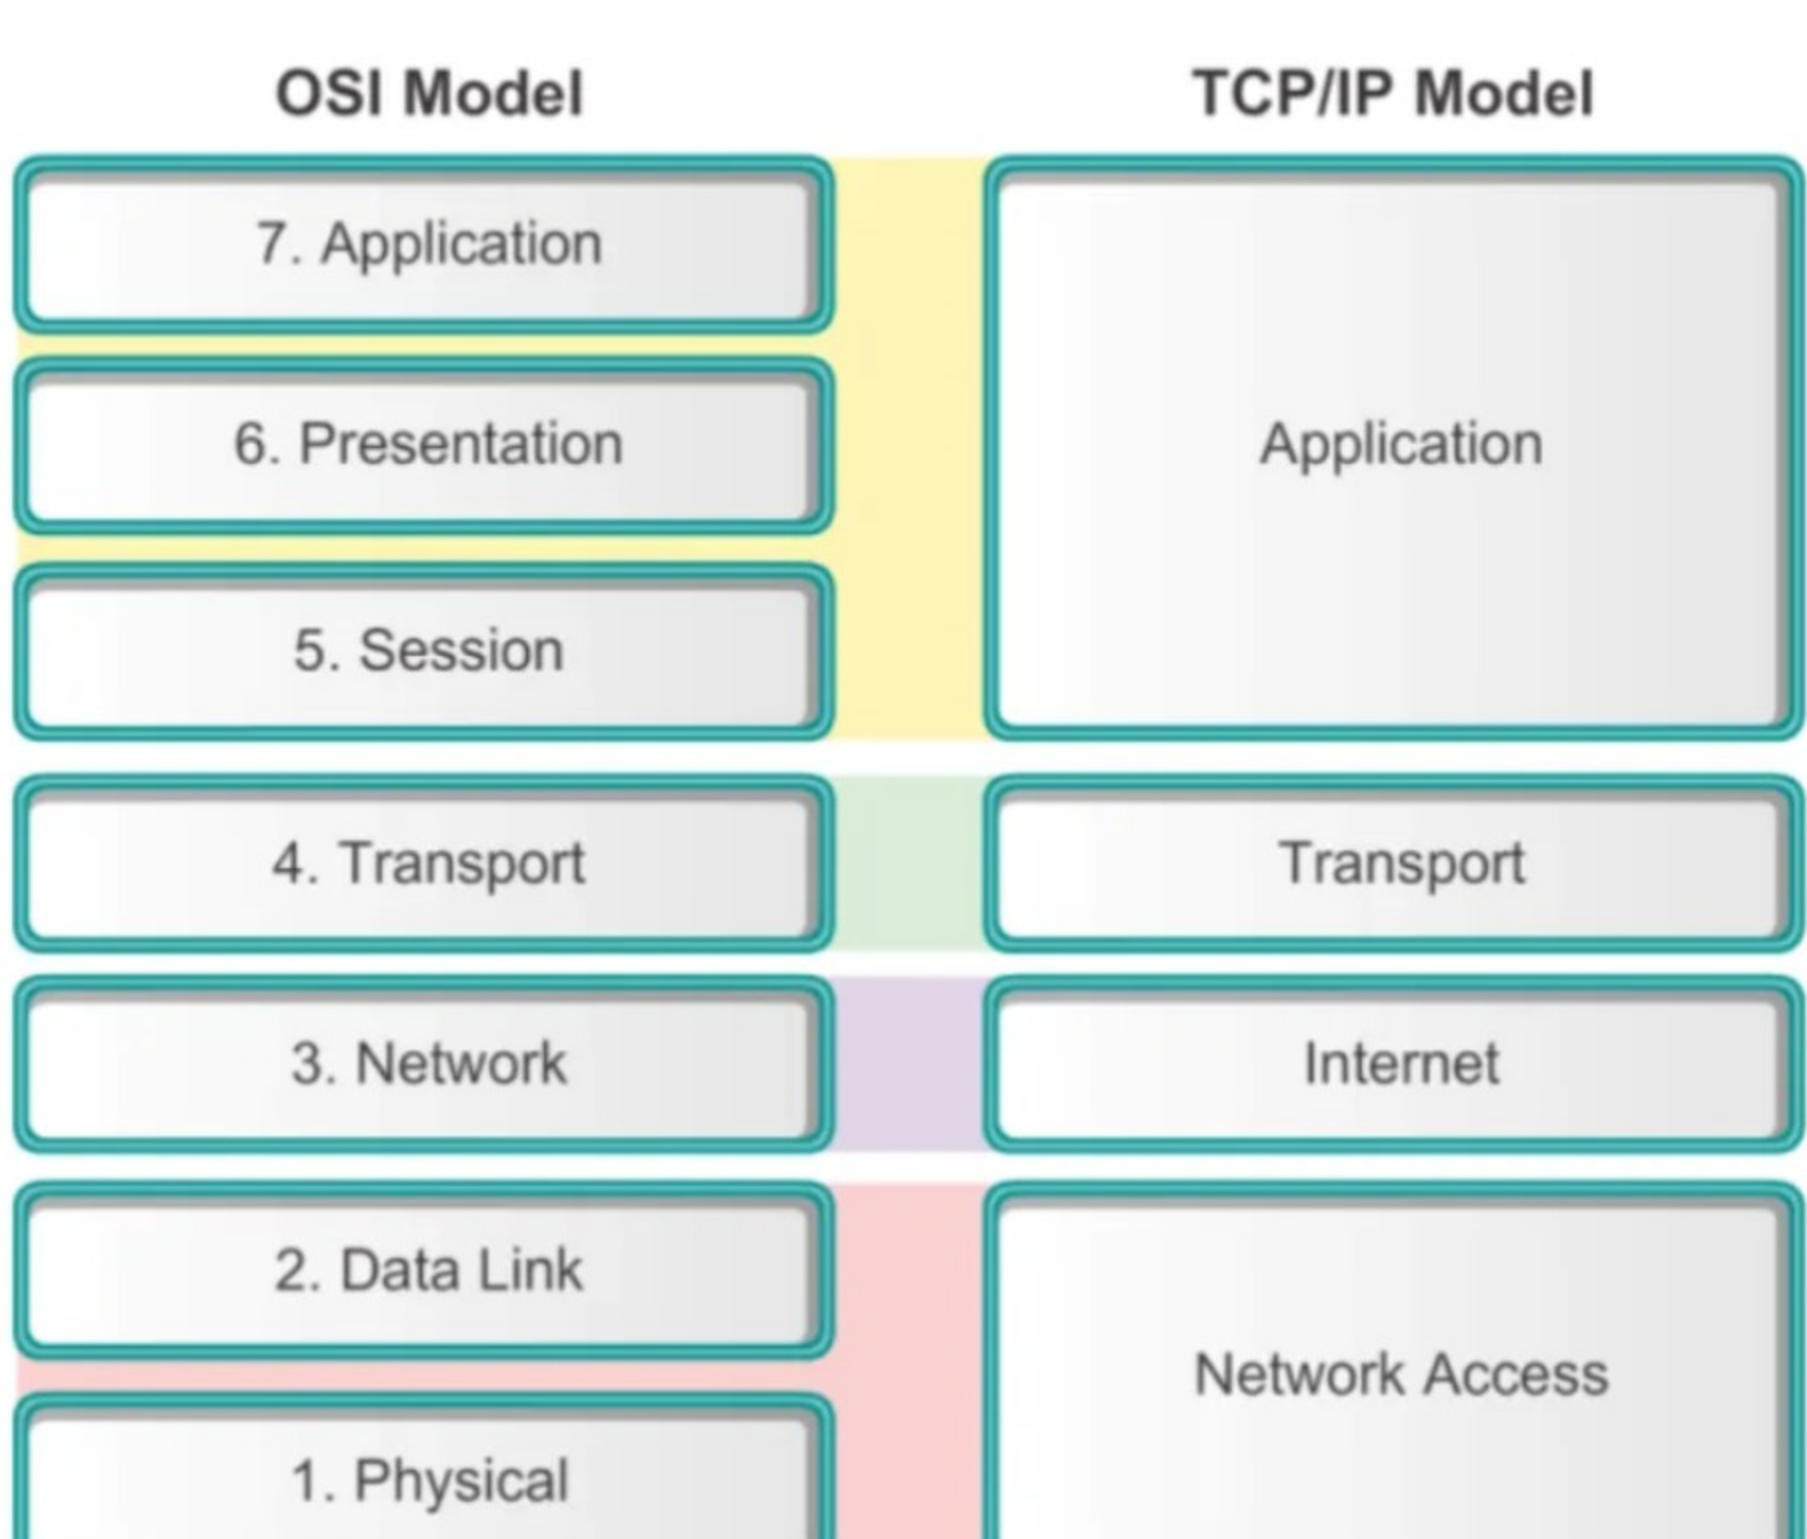 OSI Model
TCP/IP Model
7. Application
6. Presentation
5. Session
Application
4. Transport
Transport
3. Network
Internet
2. Data Link
1. Physical
Network Access